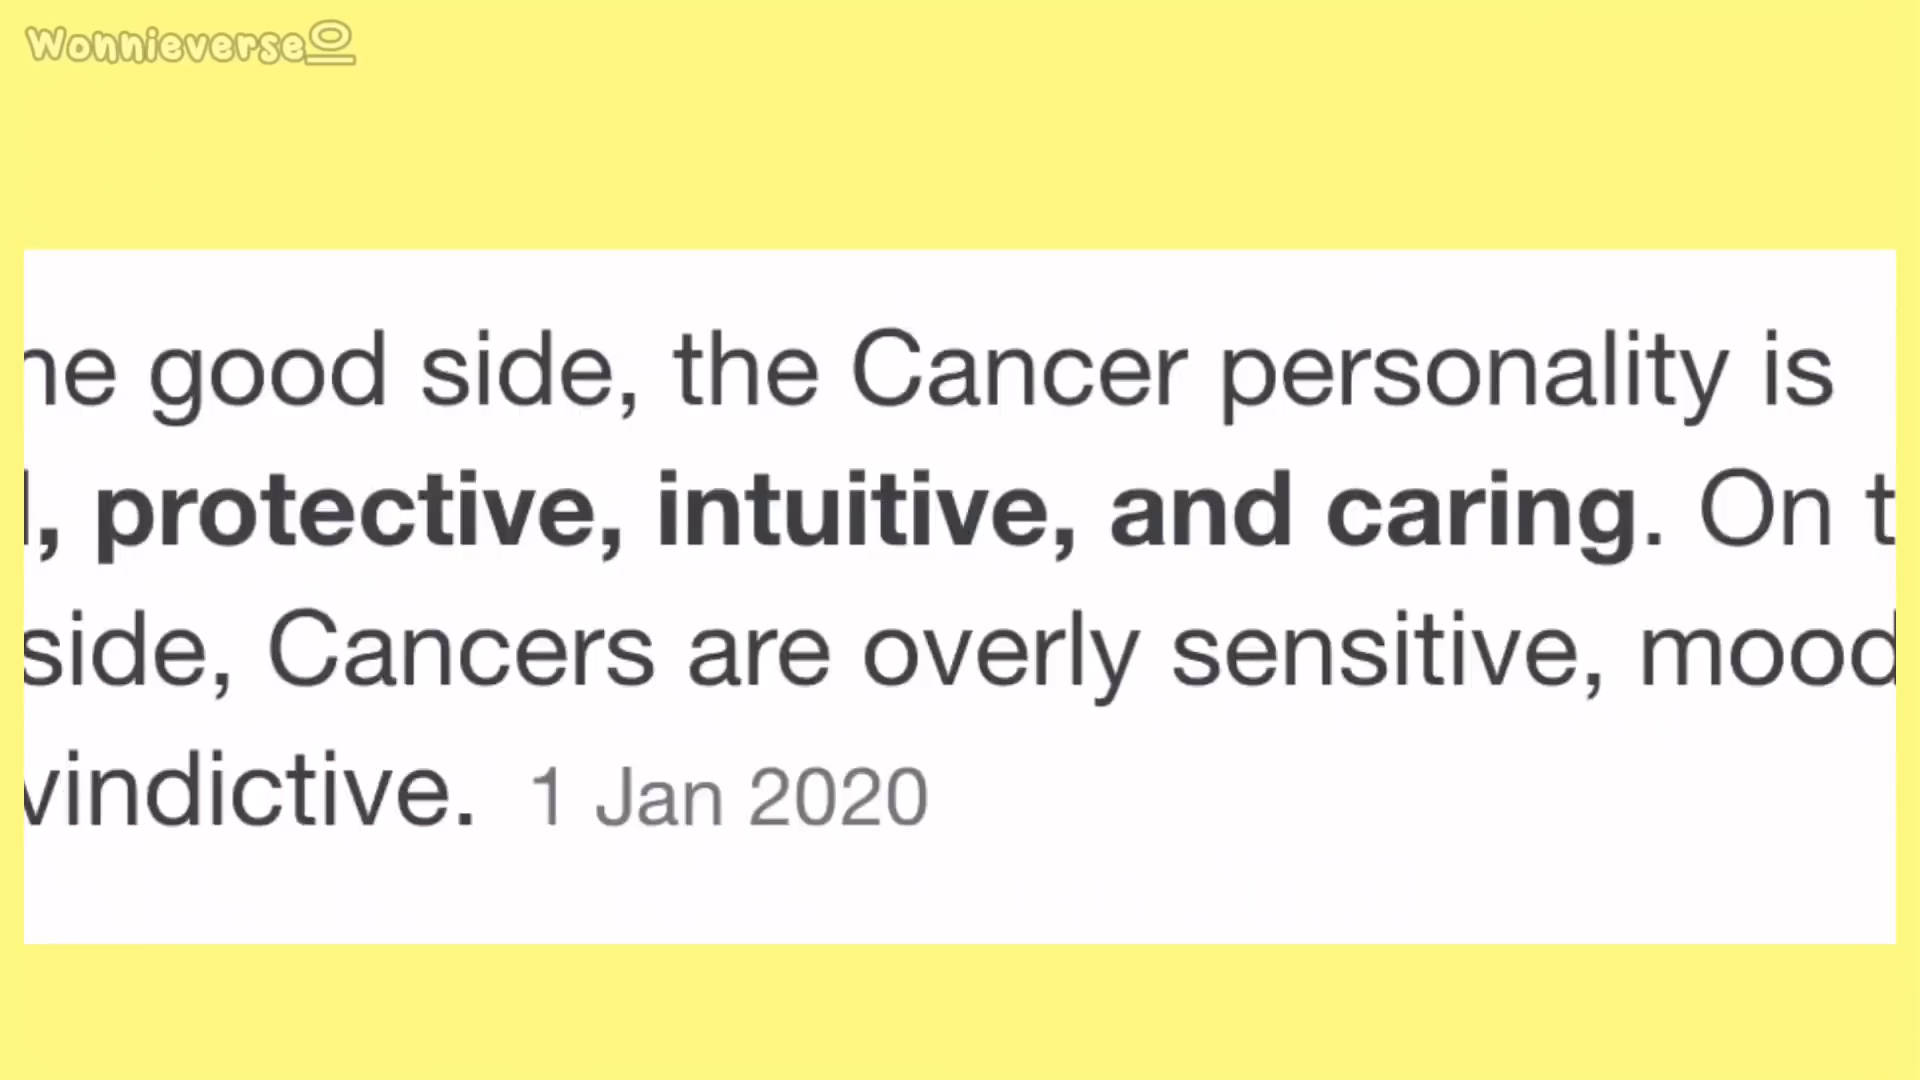 Wonnieverse
he good side, the Cancer personality is
, protective, intuitive, and caring. On t
side, Cancers are overly sensitive, mood
vindictive. 1 Jan 2020